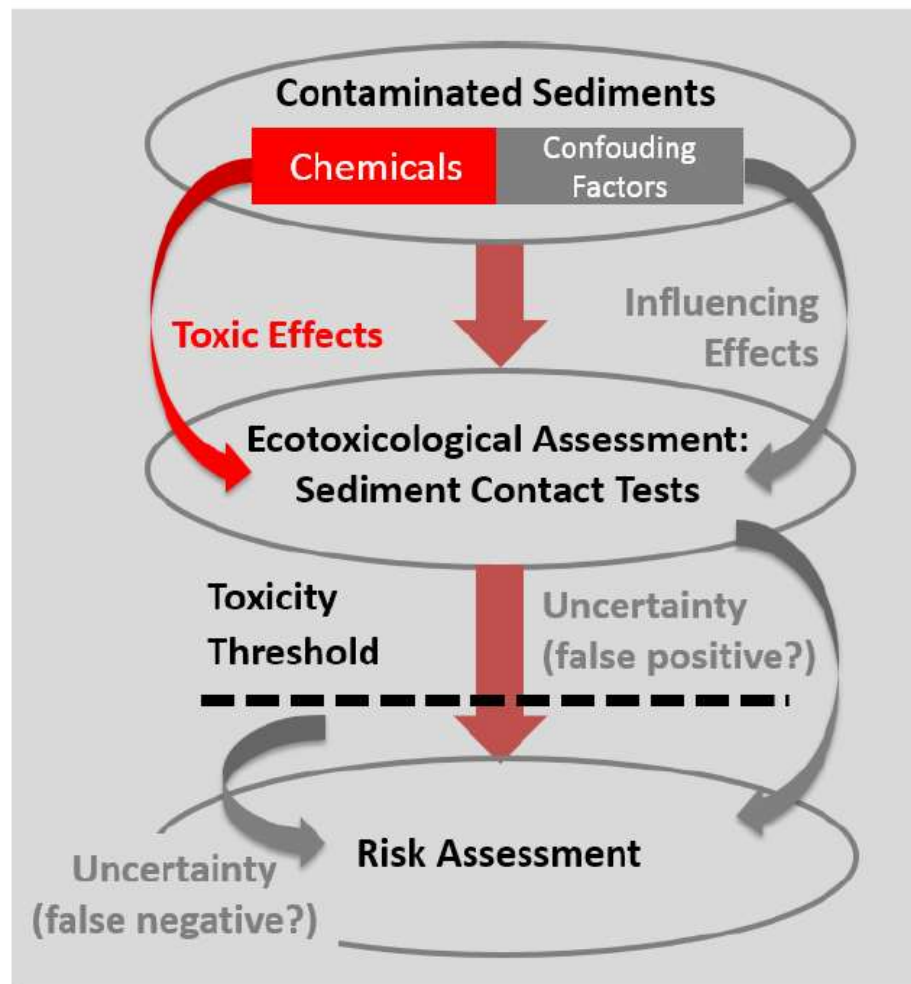 Contaminated Sediments
Chemicals
Confouding
Factors
Toxic Effects
Influencing
Effects
Ecotoxicological Assessment:
Sediment Contact Tests
Toxicity
Threshold
Uncertainty
(false positive?)
Risk Assessment
Uncertainty
(false negative?)